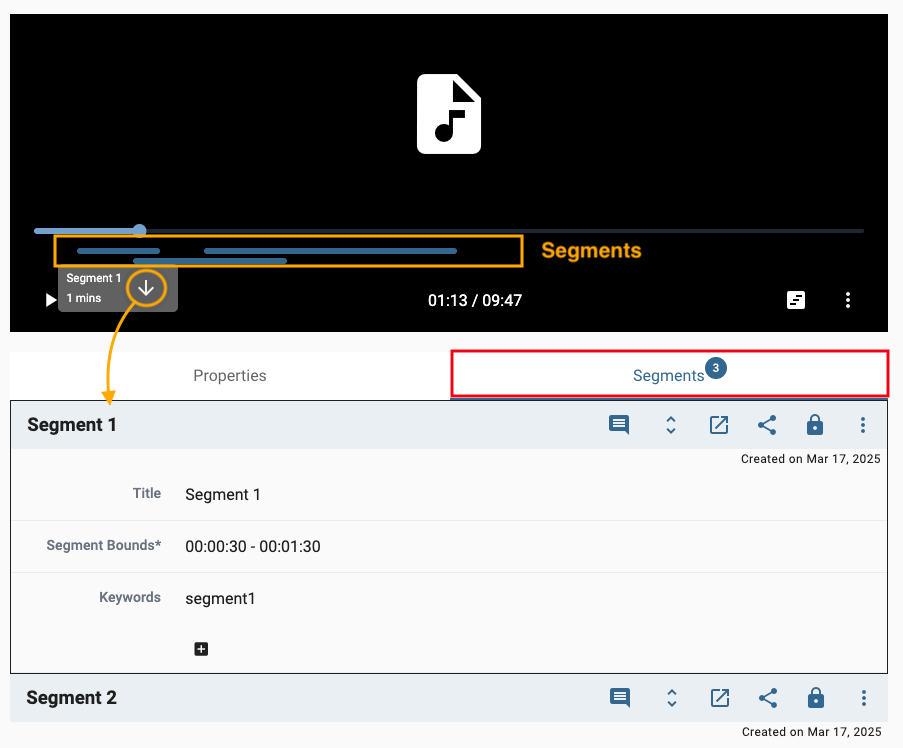 Segments
Segment 1
1 mins
01:13 / 09:47
Properties
Segments 3
Segment 1
Created on Mar 17, 2025
Title Segment 1
Segment Bounds* 00:00:30 - 00:01:30
Keywords segment1
Segment 2
Created on Mar 17, 2025